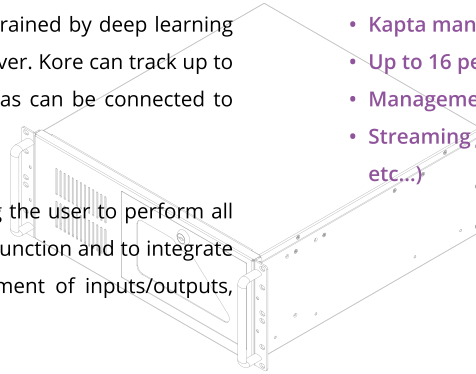 rained by deep learning
ver. Kore can track up to
as can be connected to
g the user to perform all
unction and to integrate
ment of inputs/outputs,
• Kapta man
• Up to 16 pe
• Manageme
• Streaming
etc...)